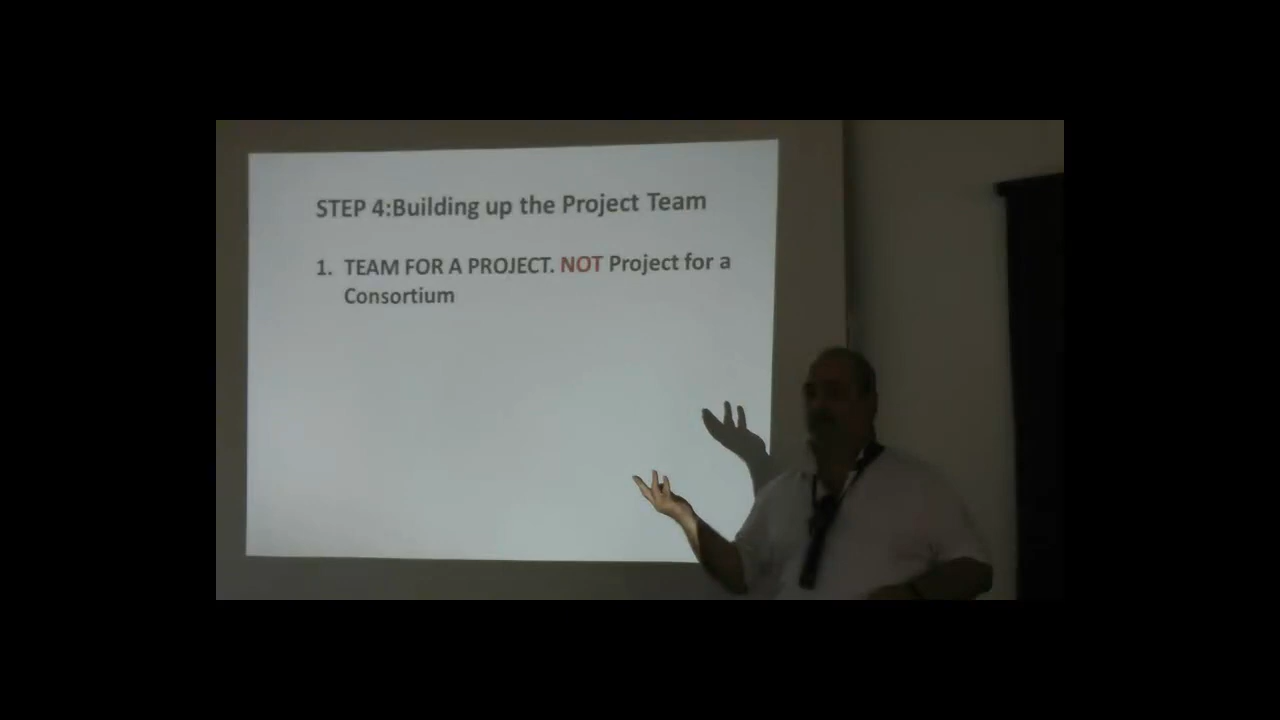 STEP 4:Building up the Project Team
1. TEAM FOR A PROJECT. NOT Project for a
Consortium